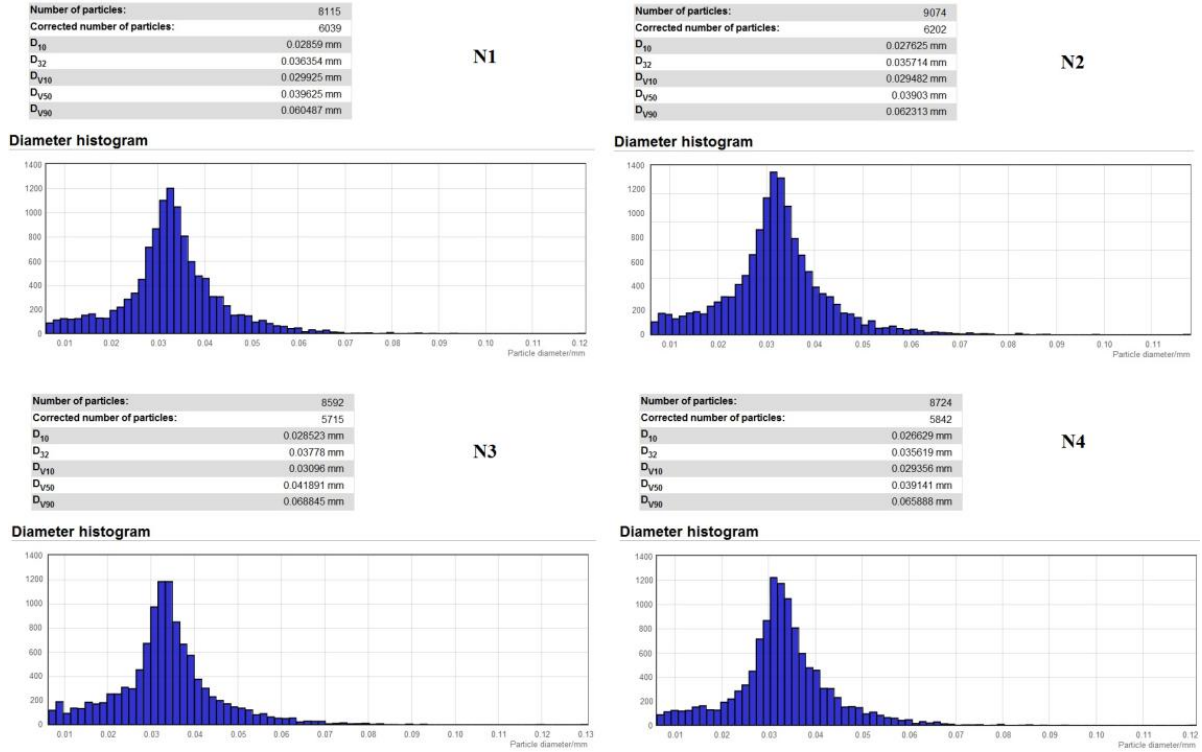 Number of particles: 8115
Corrected number of particles: 6039
D10 0.02859 mm
D32 0.036354 mm
DV10 0.029925 mm
DV50 0.039625 mm
DV90 0.060487 mm
N1
Diameter histogram
1400
1200
1000
800
600
400
200
0
0.01 0.02 0.03 0.04 0.05 0.06 0.07 0.08 0.09 0.10 0.11 0.12
Particle diameter/mm
Number of particles: 9074
Corrected number of particles: 6202
D10 0.027625 mm
D32 0.035714 mm
DV10 0.029482 mm
DV50 0.03903 mm
DV90 0.062313 mm
N2
Diameter histogram
1400
1200
1000
800
600
400
200
0
0.01 0.02 0.03 0.04 0.05 0.06 0.07 0.08 0.09 0.10 0.11
Particle diameter/mm
Number of particles: 8592
Corrected number of particles: 5715
D10 0.028523 mm
D32 0.03778 mm
DV10 0.03096 mm
DV50 0.041891 mm
DV90 0.068845 mm
N3
Diameter histogram
1400
1200
1000
800
600
400
200
0
0.01 0.02 0.03 0.04 0.05 0.06 0.07 0.08 0.09 0.10 0.11 0.12 0.13
Particle diameter/mm
Number of particles: 8724
Corrected number of particles: 5842
D10 0.026629 mm
D32 0.035619 mm
DV10 0.029356 mm
DV50 0.039141 mm
DV90 0.065888 mm
N4
Diameter histogram
1400
1200
1000
800
600
400
200
0
0.01 0.02 0.03 0.04 0.05 0.06 0.07 0.08 0.09 0.10 0.11 0.12
Particle diameter/mm